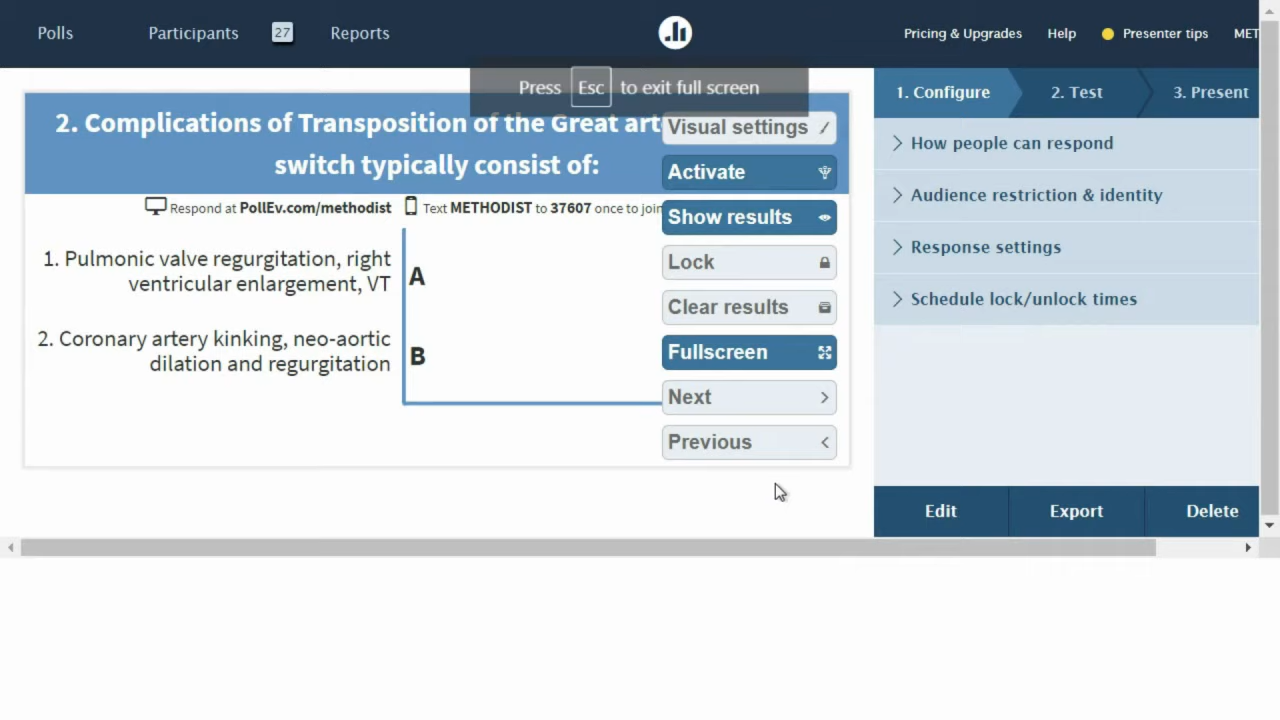 Polls
Participants
27
Reports
Pricing & Upgrades
Help
Presenter tips
MET
Press Esc to exit full screen
2. Complications of Transposition of the Great art
switch typically consist of:
Respond at PollEv.com/methodist
Text METHODIST to 37607 once to join
1. Pulmonic valve regurgitation, right
ventricular enlargement, VT
A
2. Coronary artery kinking, neo-aortic
dilation and regurgitation
B
Visual settings
Activate
Show results
Lock
Clear results
Fullscreen
Next
Previous
1. Configure
2. Test
3. Present
How people can respond
Audience restriction & identity
Response settings
Schedule lock/unlock times
Edit
Export
Delete